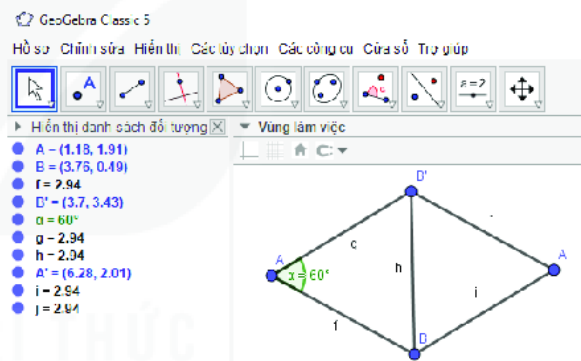 GeoGebra Classic 5
Hồ sơ Chỉnh sửa Hiển thị Các tùy chọn Các công cụ Cửa sổ Trợ giúp
A
a=2
Hiển thị danh sách đối tượng
Vùng làm việc
A = (1.18, 1.91)
B = (3.76, 0.49)
f = 2.94
B' = (3.7, 3.43)
α = 60°
g = 2.94
h = 2.94
A' = (6.28, 2.01)
i = 2.94
j = 2.94
B'
g
A
α = 60°
h
A
i
f
B
THỨC